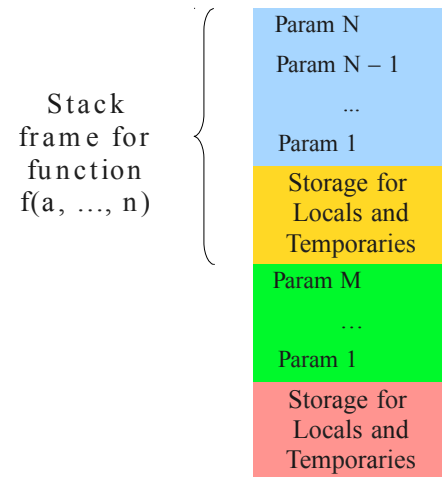 Stack
frame for
function
f(a, ..., n)
Param N
Param N – 1
...
Param 1
Storage for
Locals and
Temporaries
Param M
...
Param 1
Storage for
Locals and
Temporaries